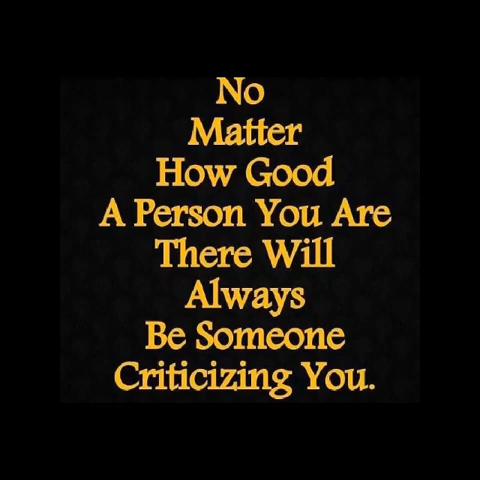 No
Matter
How Good
A Person You Are
There Will
Always
Be Someone
Criticizing You.